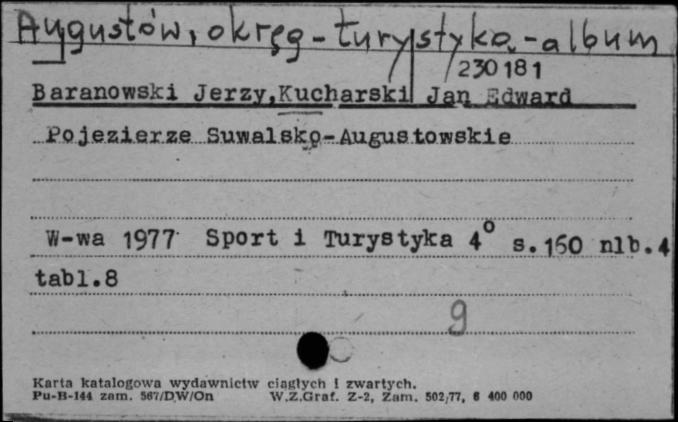 Augustów, okręg - turystyka - album
230181
Baranowski Jerzy, Kucharski Jan Edward
Pojezierze Suwalsko-Augustowskie
W-wa 1977 Sport i Turystyka 4° s.160 nlb.4
tabl.8
9
Karta katalogowa wydawnictw ciągłych i zwartych.
Pu-B-144 zam. 567/DW/On W.Z.Graf. Z-2, Zam. 502/77, 6 400 000